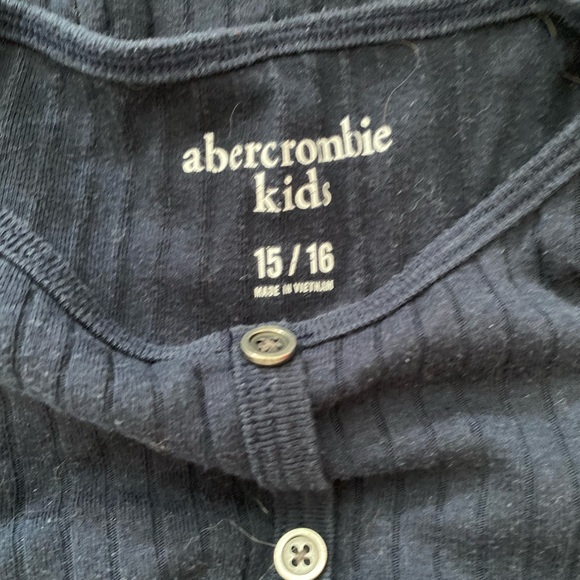 abercrombie
kids
15 / 16
MADE IN VIETNAM